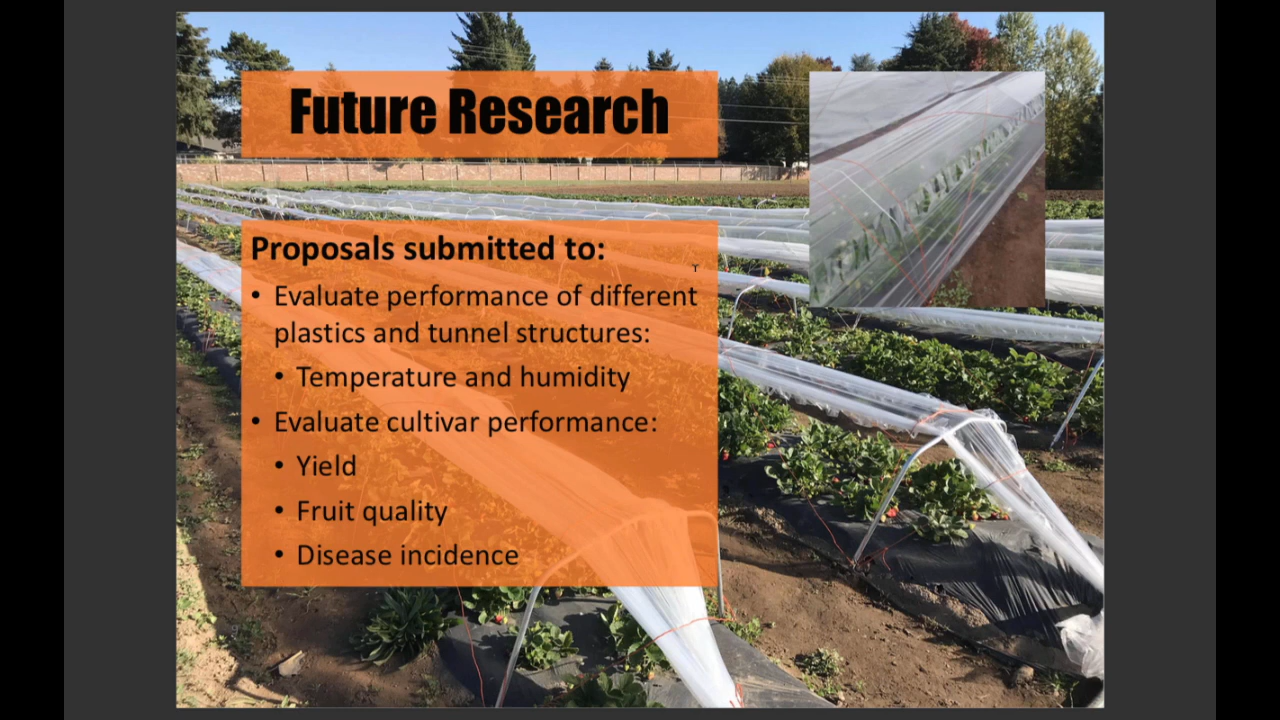 Future Research
Proposals submitted to:
• Evaluate performance of different
plastics and tunnel structures:
• Temperature and humidity
• Evaluate cultivar performance:
• Yield
• Fruit quality
• Disease incidence